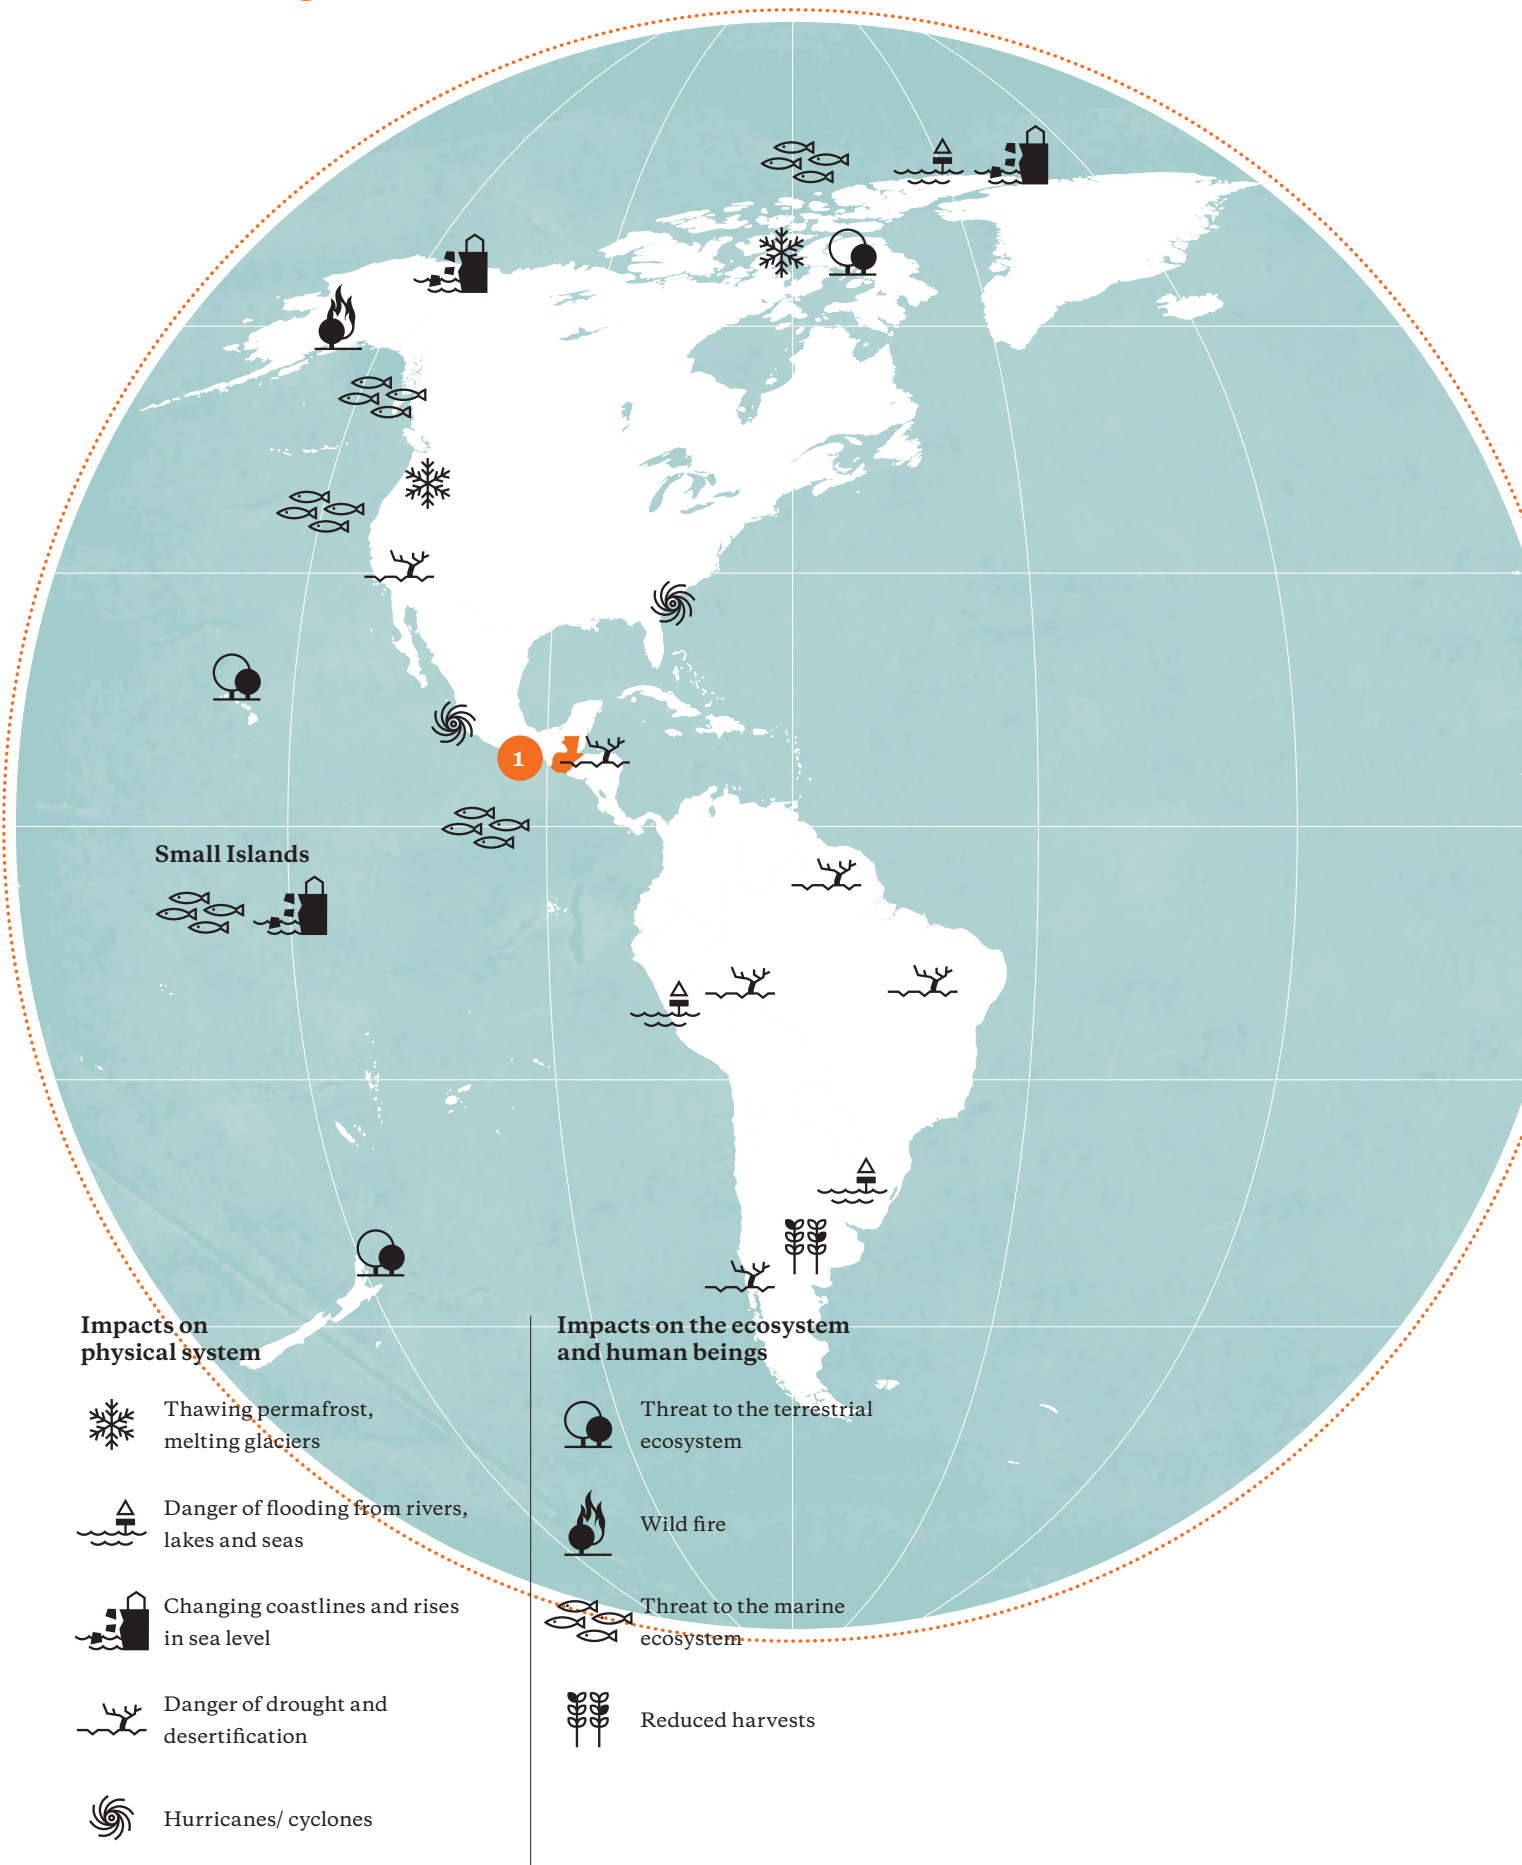 1
Small Islands
Impacts on
physical system
Thawing permafrost,
melting glaciers
Danger of flooding from rivers,
lakes and seas
Changing coastlines and rises
in sea level
Danger of drought and
desertification
Hurricanes/ cyclones
Impacts on the ecosystem
and human beings
Threat to the terrestrial
ecosystem
Wild fire
Threat to the marine
ecosystem
Reduced harvests